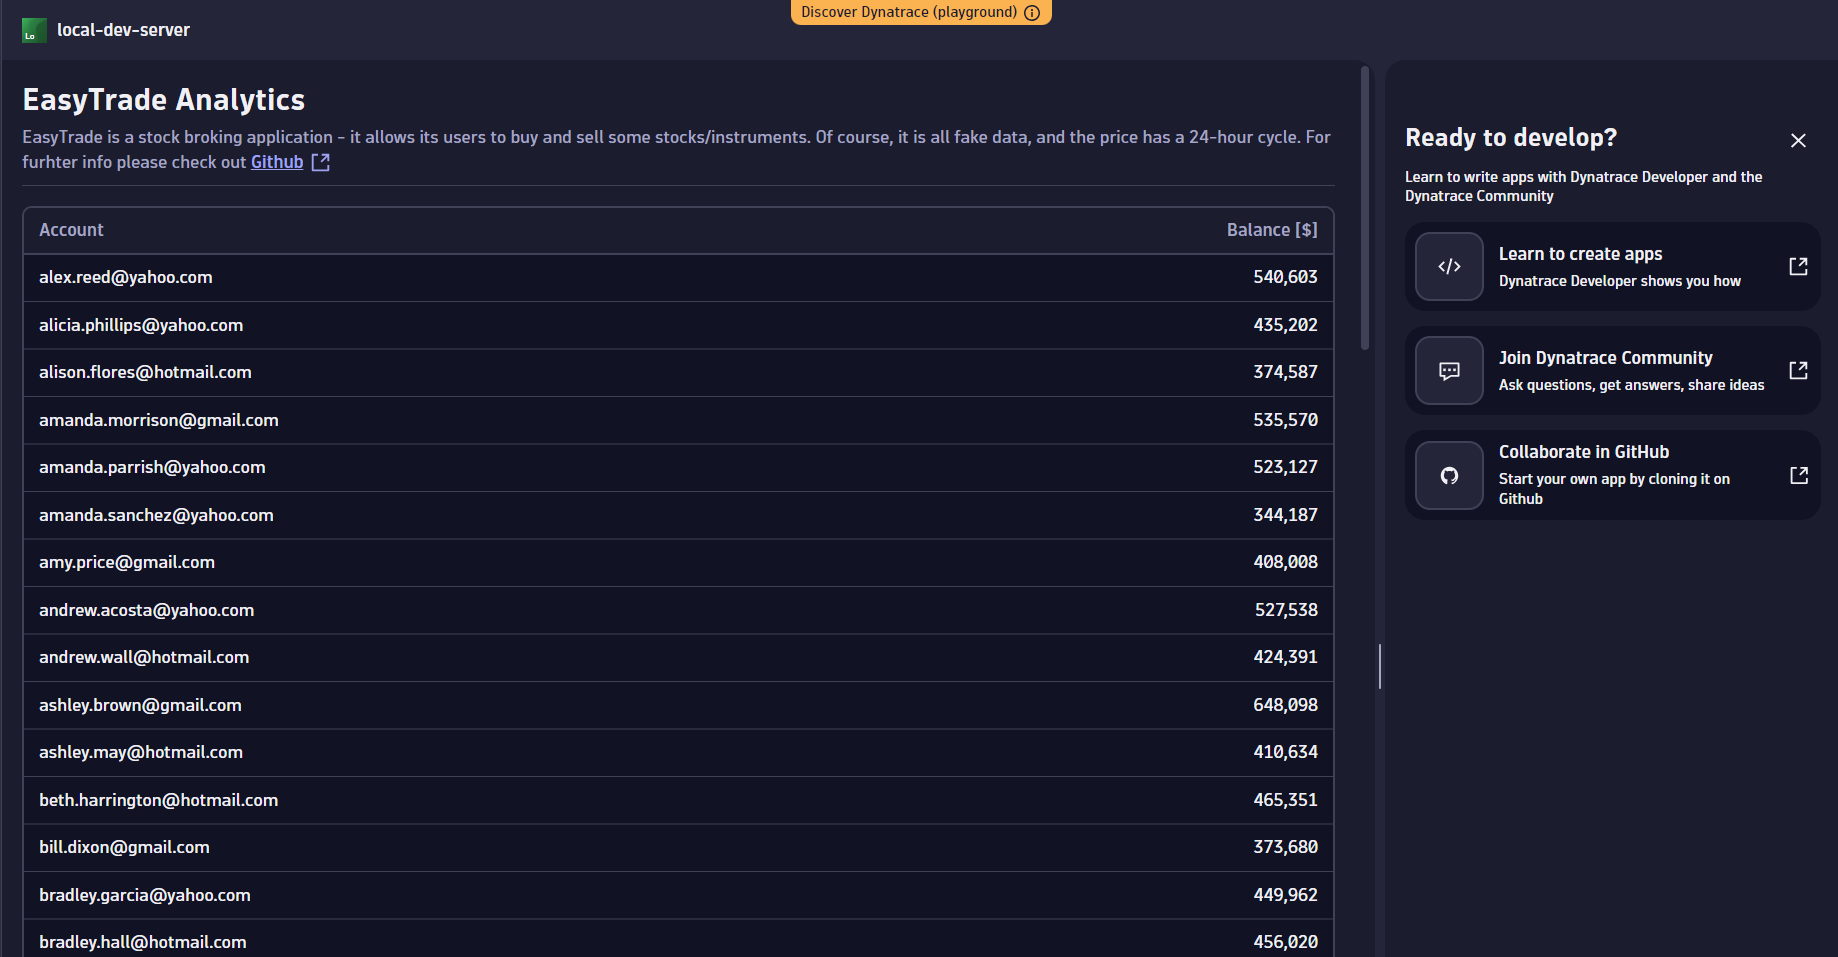 Discover Dynatrace (playground)
Lo
local-dev-server
EasyTrade Analytics
EasyTrade is a stock broking application - it allows its users to buy and sell some stocks/instruments. Of course, it is all fake data, and the price has a 24-hour cycle. For
furhter info please check out Github
Account Balance [$]
alex.reed@yahoo.com 540,603
alicia.phillips@yahoo.com 435,202
alison.flores@hotmail.com 374,587
amanda.morrison@gmail.com 535,570
amanda.parrish@yahoo.com 523,127
amanda.sanchez@yahoo.com 344,187
amy.price@gmail.com 408,008
andrew.acosta@yahoo.com 527,538
andrew.wall@hotmail.com 424,391
ashley.brown@gmail.com 648,098
ashley.may@hotmail.com 410,634
beth.harrington@hotmail.com 465,351
bill.dixon@gmail.com 373,680
bradley.garcia@yahoo.com 449,962
bradley.hall@hotmail.com 456,020
Ready to develop?
Learn to write apps with Dynatrace Developer and the
Dynatrace Community
Learn to create apps
Dynatrace Developer shows you how
Join Dynatrace Community
Ask questions, get answers, share ideas
Collaborate in GitHub
Start your own app by cloning it on
Github